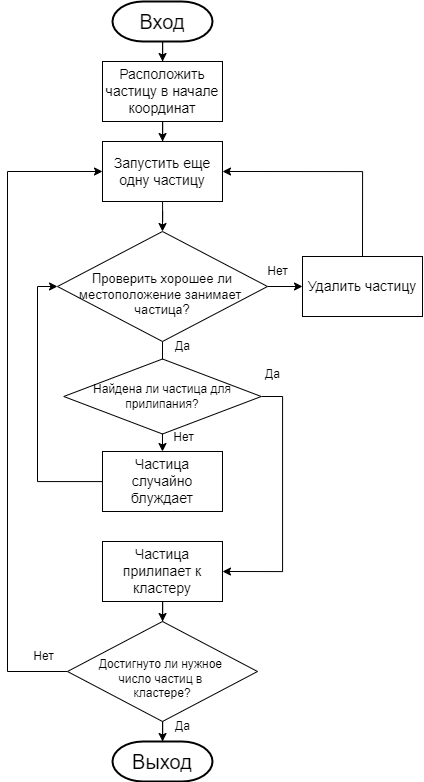 Вход
Расположить
частицу в начале
координат
Запустить еще
одну частицу
Проверить хорошее ли
местоположение занимает
частица?
Нет
Удалить частицу
Да
Найдена ли частица для
прилипания?
Да
Нет
Частица
случайно
блуждает
Частица
прилипает к
кластеру
Достигнуто ли нужное
число частиц в
кластере?
Нет
Да
Выход